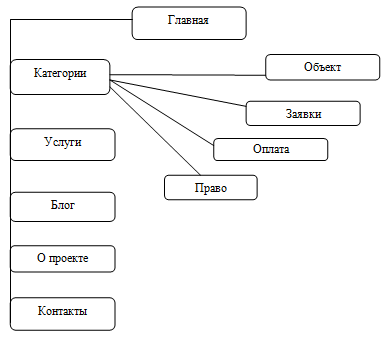 Главная
Объект
Категории
Заявки
Услуги
Оплата
Право
Блог
О проекте
Контакты